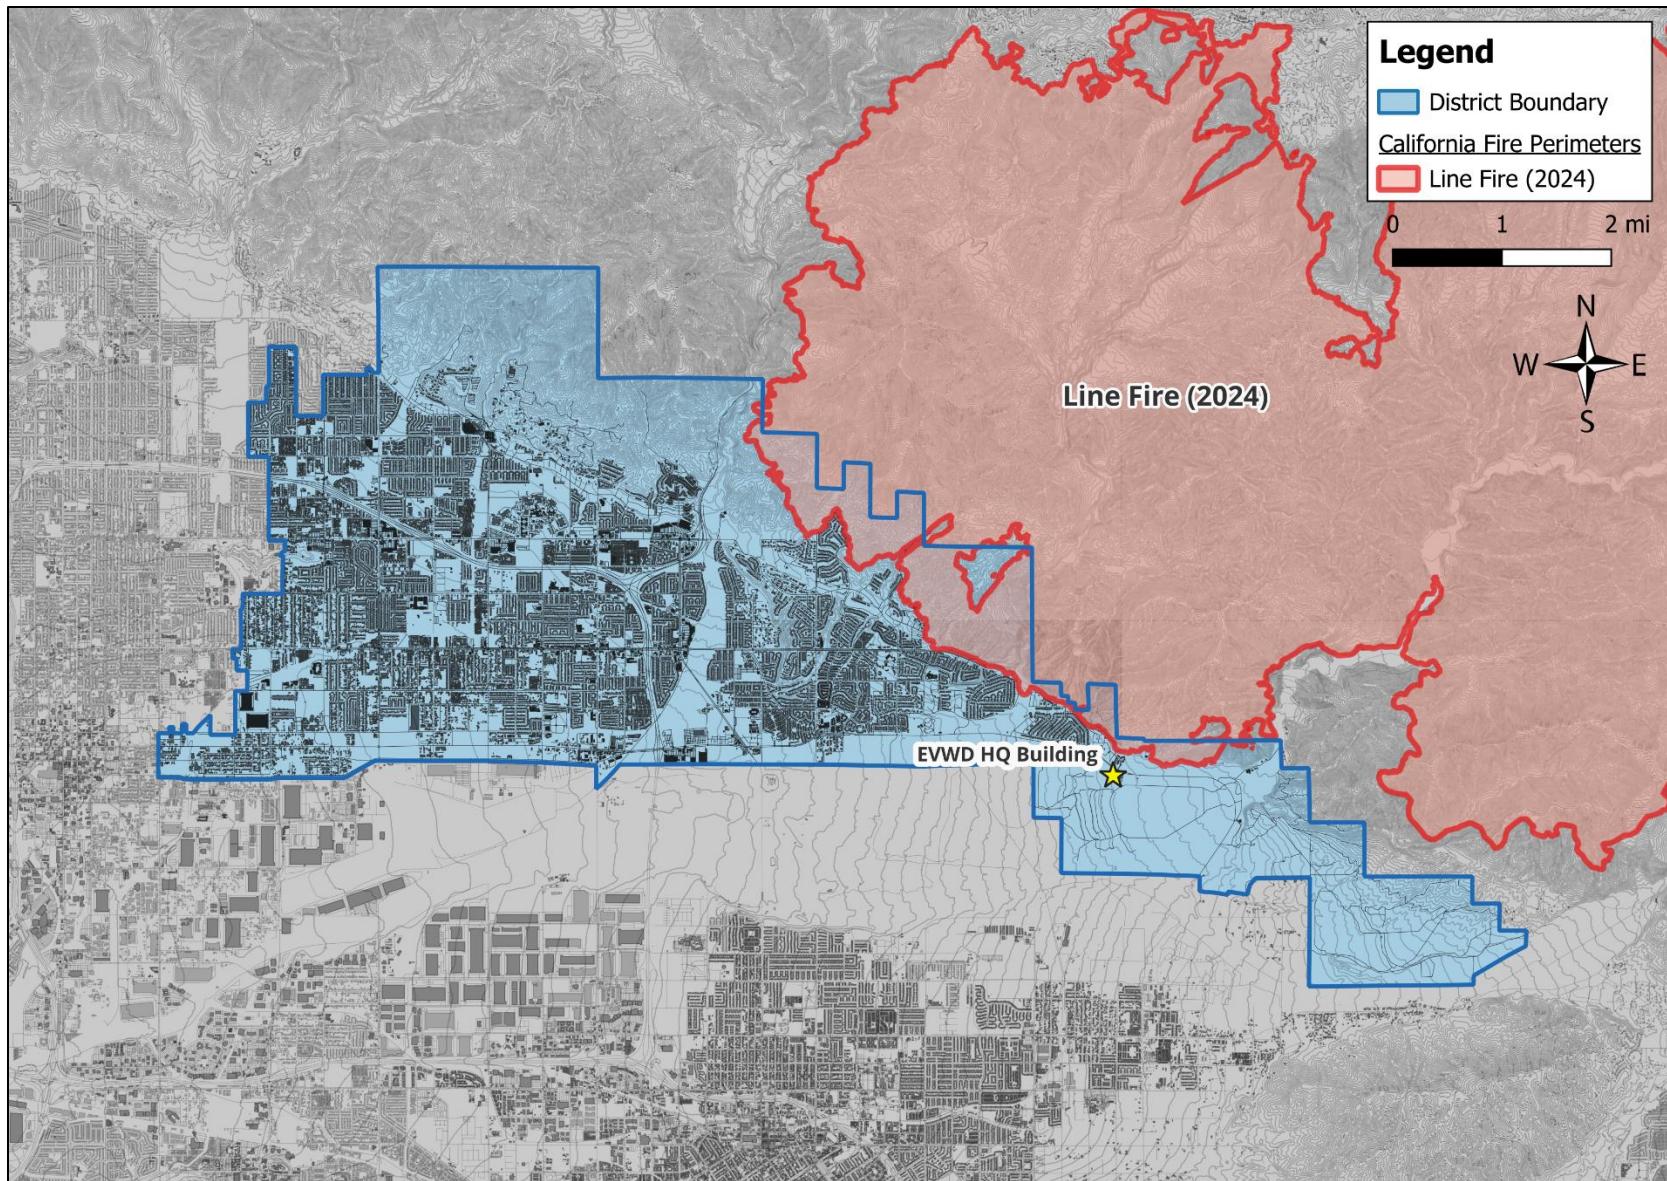 Legend
District Boundary
California Fire Perimeters
Line Fire (2024)
0 1 2 mi
N
W E
S
Line Fire (2024)
EVWD HQ Building